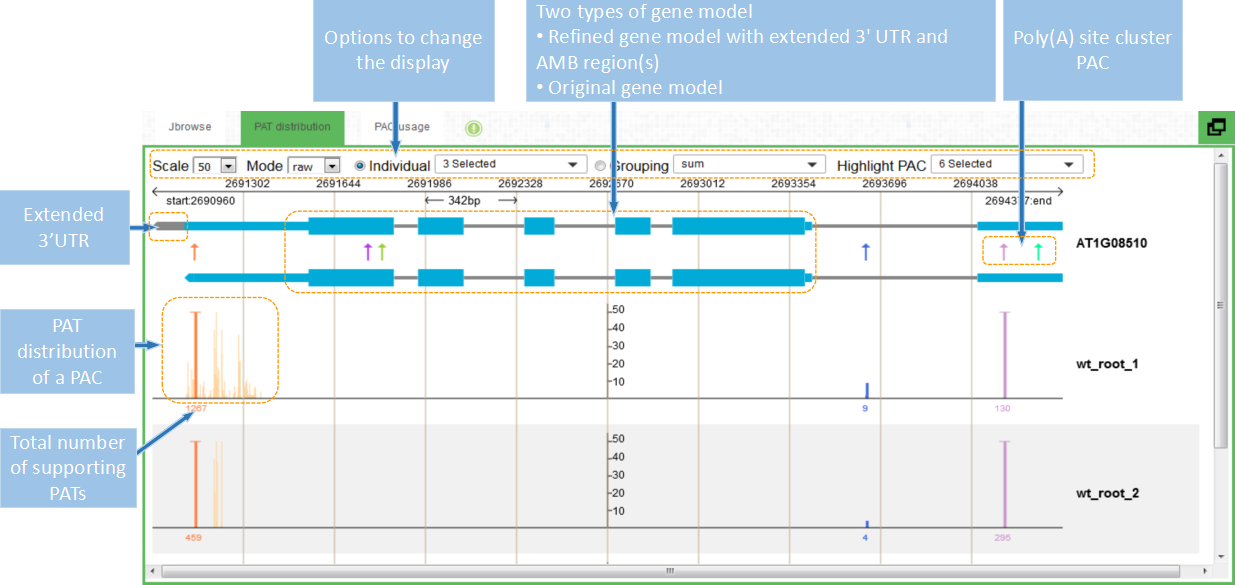 Options to change
the display
Two types of gene model
• Refined gene model with extended 3' UTR and
AMB region(s)
• Original gene model
Poly(A) site cluster
PAC
Jbrowse
PAT distribution
PAC usage
Scale 50 Mode raw Individual 3 Selected Grouping sum Highlight PAC 6 Selected
2691302 2691644 2691986 2692328 2692670 2693012 2693354 2693696 2694038
start:2690960 342bp 2694377:end
Extended
3'UTR
AT1G08510
PAT
distribution
of a PAC
50
40
30
20
10
wt_root_1
1267 9 130
Total number
of supporting
PATs
50
40
30
20
10
wt_root_2
459 4 295